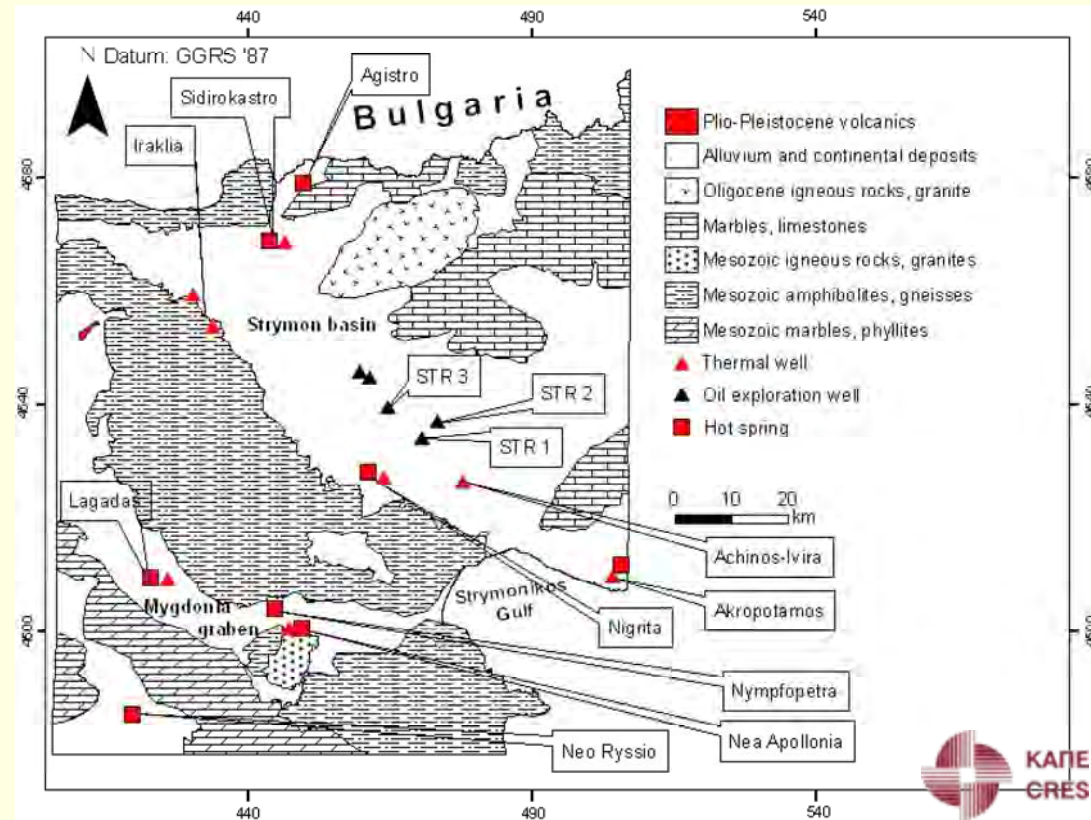 440 490 540
N Datum: GGRS '87
Agistro
Sidirokastro
Bulgaria
Iraklia
Plio-Pleistocene volcanics
Alluvium and continental deposits
4580
Oligocene igneous rocks, granite
Marbles, limestones
Mesozoic igneous rocks, granites
Mesozoic amphibolites, gneisses
Mesozoic marbles, phyllites
Strymon basin
Thermal well
STR 3
Oil exploration well
4540
STR 2
Hot spring
STR 1
Lagadas
0 10 20
km
Achinos-Ivira
Strymonikos
Gulf
Akropotamos
Mygdonia
graben
4500
Nigrita
Nympfopetra
Nea Apollonia
Neo Ryssio
ΚΑΠΕ
CRES
440 490 540